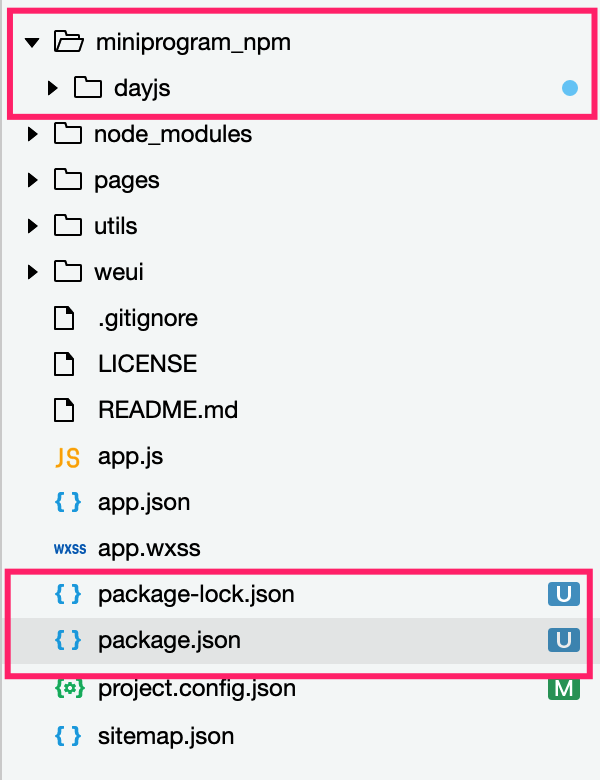 miniprogram_npm
dayjs
node_modules
pages
utils
weui
.gitignore
LICENSE
README.md
JS app.js
{ } app.json
wxss app.wxss
{ } package-lock.json U
{ } package.json U
{ } project.config.json M
{ } sitemap.json